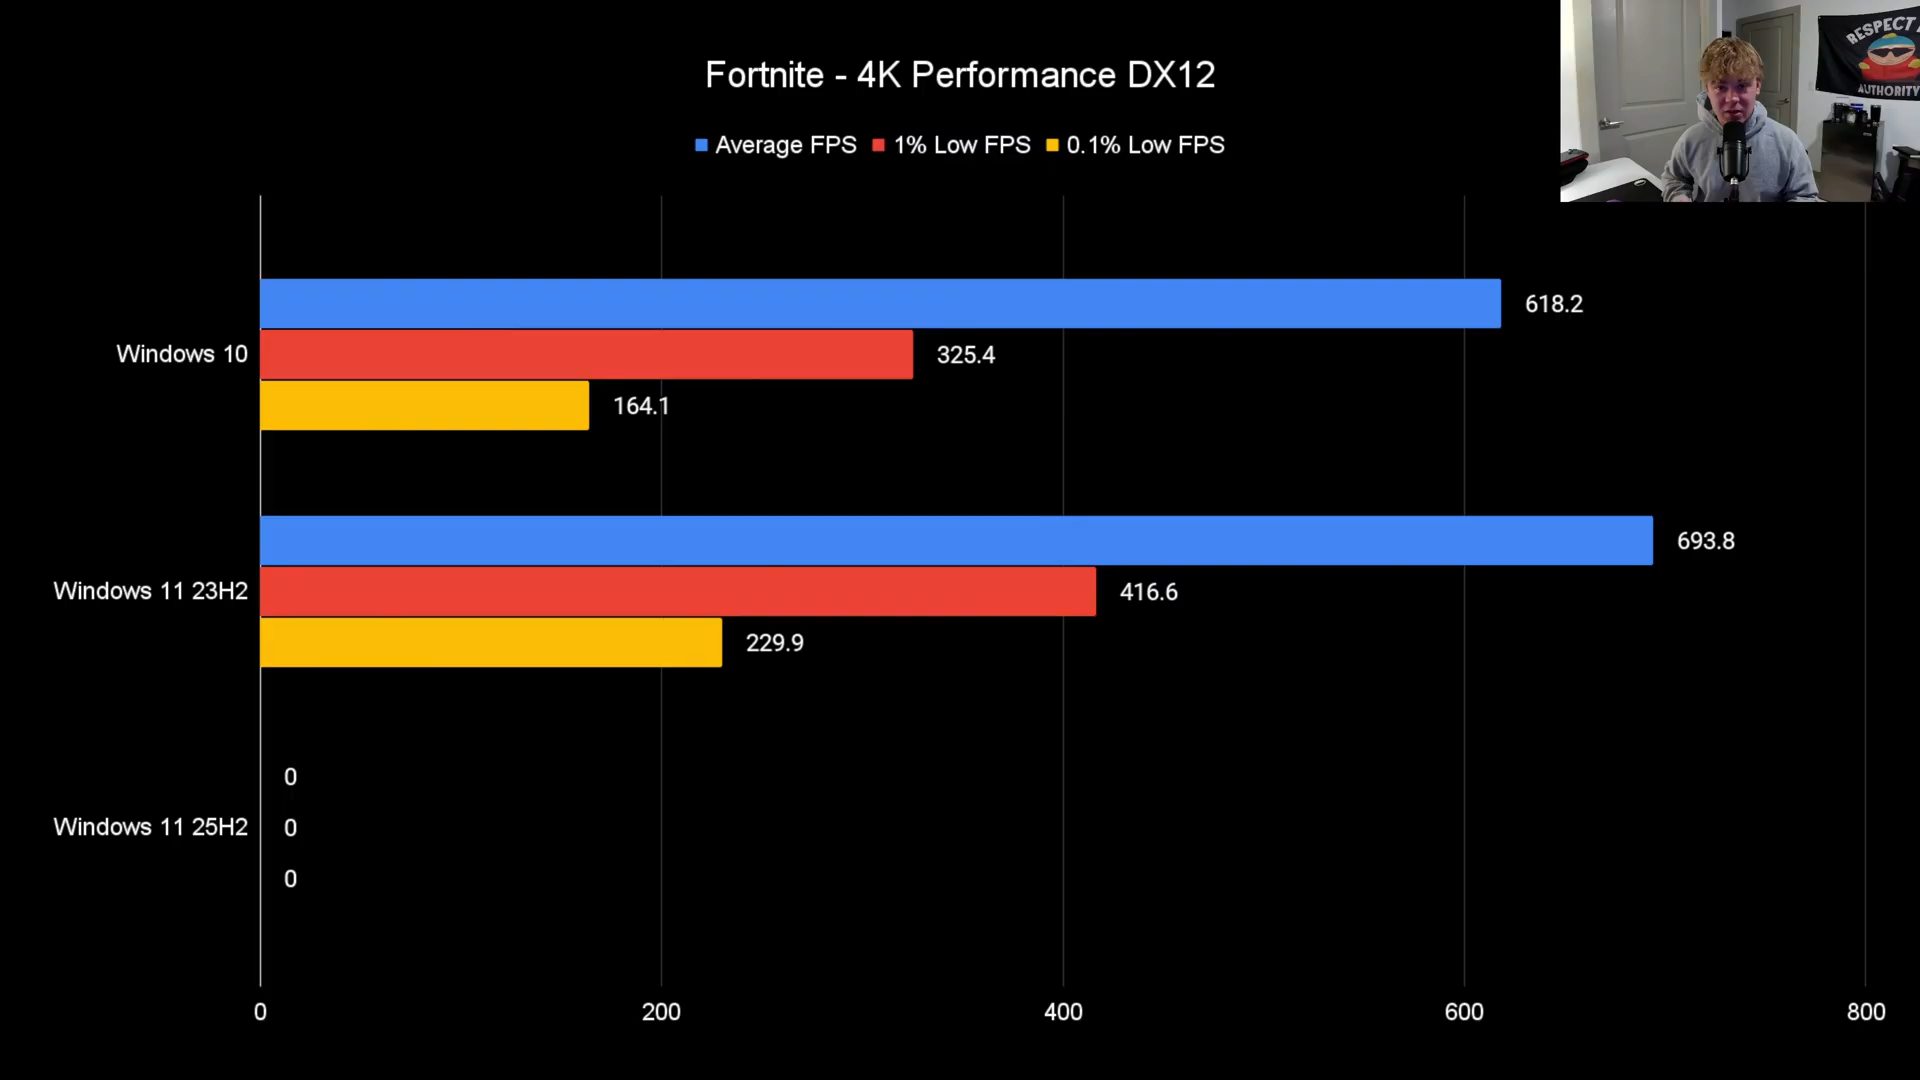 Fortnite - 4K Performance DX12
Average FPS 1% Low FPS 0.1% Low FPS
RESPECT
AUTHORITY
Windows 10
618.2
325.4
164.1
Windows 11 23H2
693.8
416.6
229.9
Windows 11 25H2
0
0
0
0 200 400 600 800